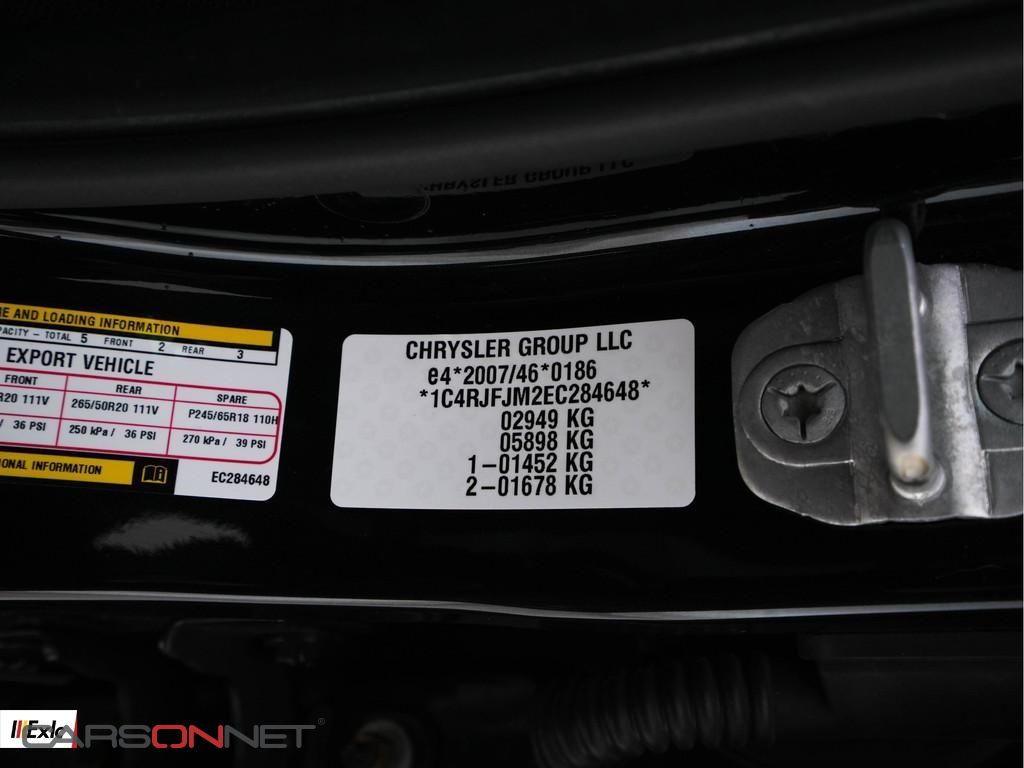 CHRYSLER GROUP LLC
E AND LOADING INFORMATION
TOTAL 5 FRONT 2 REAR 3
EXPORT VEHICLE
FRONT REAR SPARE
R20 111V 265/50R20 111V P245/65R18 110H
/ 36 PSI 250 kPa / 36 PSI 270 kPa / 39 PSI
ONAL INFORMATION
EC284648
CHRYSLER GROUP LLC
e4*2007/46*0186
*1C4RJFJM2EC284648*
02949 KG
05898 KG
1-01452 KG
2-01678 KG
Exlc
CARSONNET®